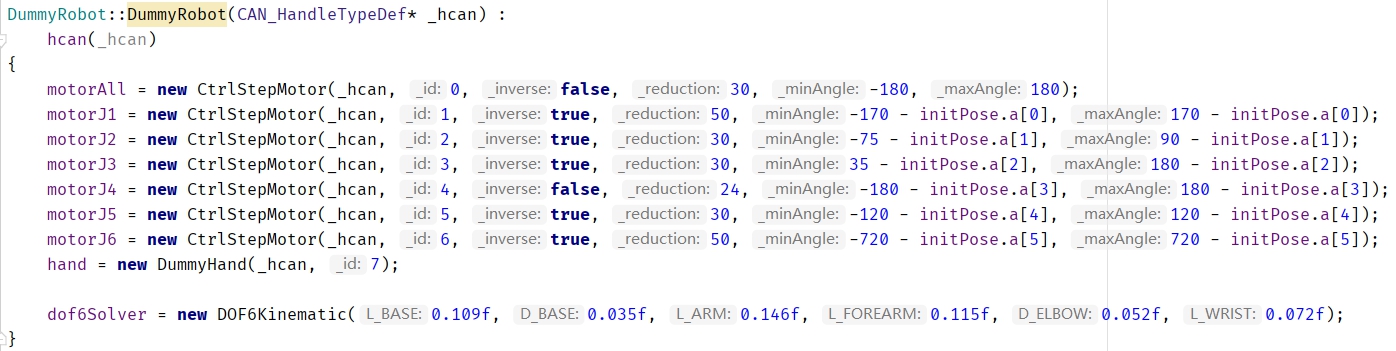 DummyRobot::DummyRobot(CAN_HandleTypeDef* _hcan) :
    hcan(_hcan)
{
    motorAll = new CtrlStepMotor(_hcan, _id: 0, _inverse: false, _reduction: 30, _minAngle: -180, _maxAngle: 180);
    motorJ1 = new CtrlStepMotor(_hcan, _id: 1, _inverse: true, _reduction: 50, _minAngle: -170 - initPose.a[0], _maxAngle: 170 - initPose.a[0]);
    motorJ2 = new CtrlStepMotor(_hcan, _id: 2, _inverse: true, _reduction: 30, _minAngle: -75 - initPose.a[1], _maxAngle: 90 - initPose.a[1]);
    motorJ3 = new CtrlStepMotor(_hcan, _id: 3, _inverse: true, _reduction: 30, _minAngle: 35 - initPose.a[2], _maxAngle: 180 - initPose.a[2]);
    motorJ4 = new CtrlStepMotor(_hcan, _id: 4, _inverse: false, _reduction: 24, _minAngle: -180 - initPose.a[3], _maxAngle: 180 - initPose.a[3]);
    motorJ5 = new CtrlStepMotor(_hcan, _id: 5, _inverse: true, _reduction: 30, _minAngle: -120 - initPose.a[4], _maxAngle: 120 - initPose.a[4]);
    motorJ6 = new CtrlStepMotor(_hcan, _id: 6, _inverse: true, _reduction: 50, _minAngle: -720 - initPose.a[5], _maxAngle: 720 - initPose.a[5]);
    hand = new DummyHand(_hcan, _id: 7);
    dof6Solver = new DOF6Kinematic(L_BASE: 0.109f, D_BASE: 0.035f, L_ARM: 0.146f, L_FOREARM: 0.115f, D_ELBOW: 0.052f, L_WRIST: 0.072f);
}